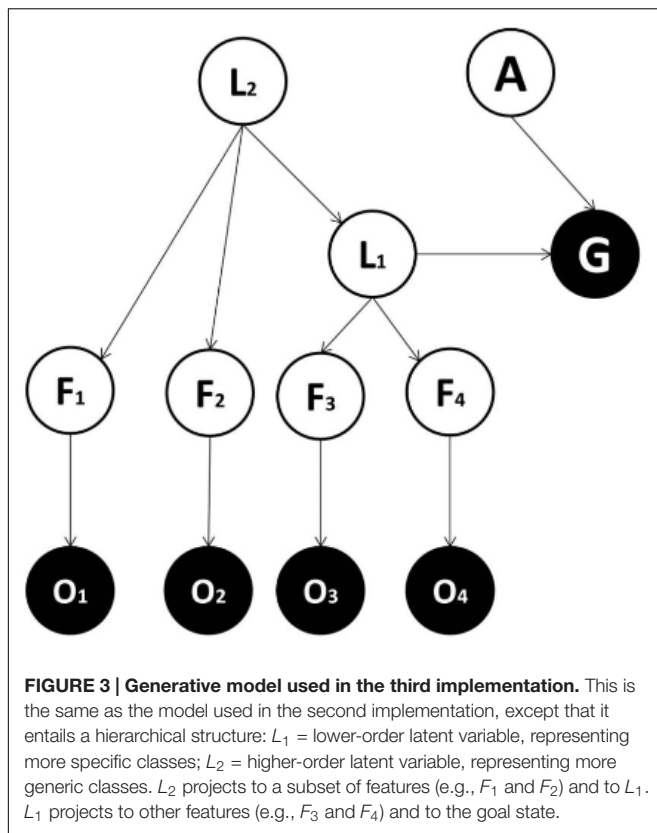 L₂
A
L₁
G
F₁ F₂ F₃ F₄
O₁ O₂ O₃ O₄
FIGURE 3 | Generative model used in the third implementation. This is
the same as the model used in the second implementation, except that it
entails a hierarchical structure: L₁ = lower-order latent variable, representing
more specific classes; L₂ = higher-order latent variable, representing more
generic classes. L₂ projects to a subset of features (e.g., F₁ and F₂) and to L₁.
L₁ projects to other features (e.g., F₃ and F₄) and to the goal state.